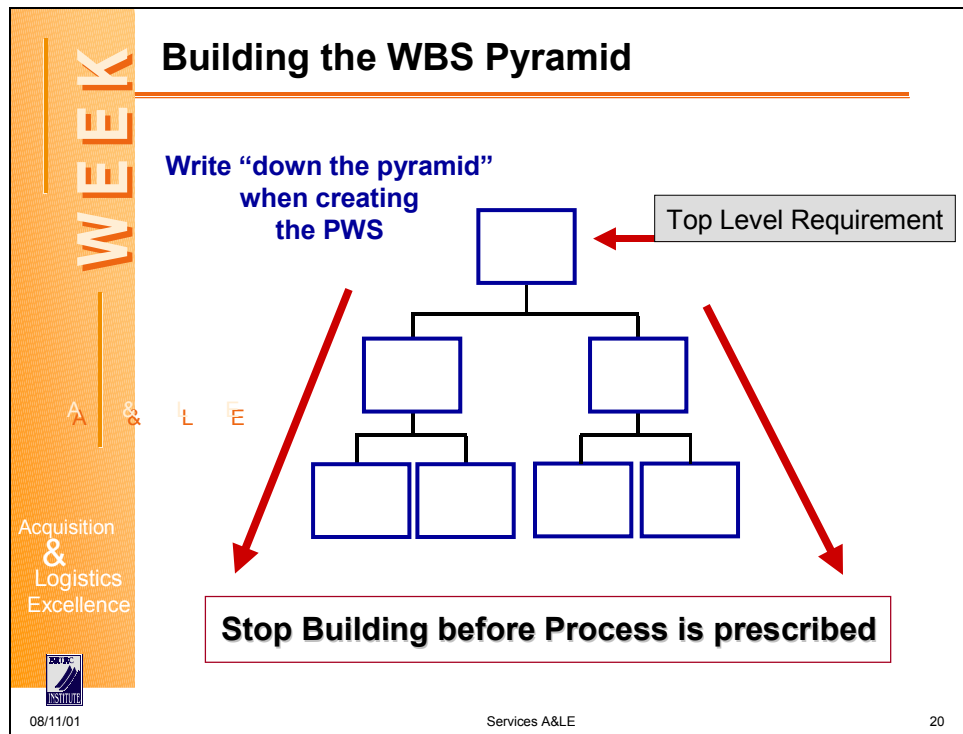 Building the WBS Pyramid
WEEK
Write “down the pyramid”
when creating
the PWS
Top Level Requirement
A & L E
Acquisition
&
Logistics
Excellence
Stop Building before Process is prescribed
INSTITUTE
08/11/01
Services A&LE
20